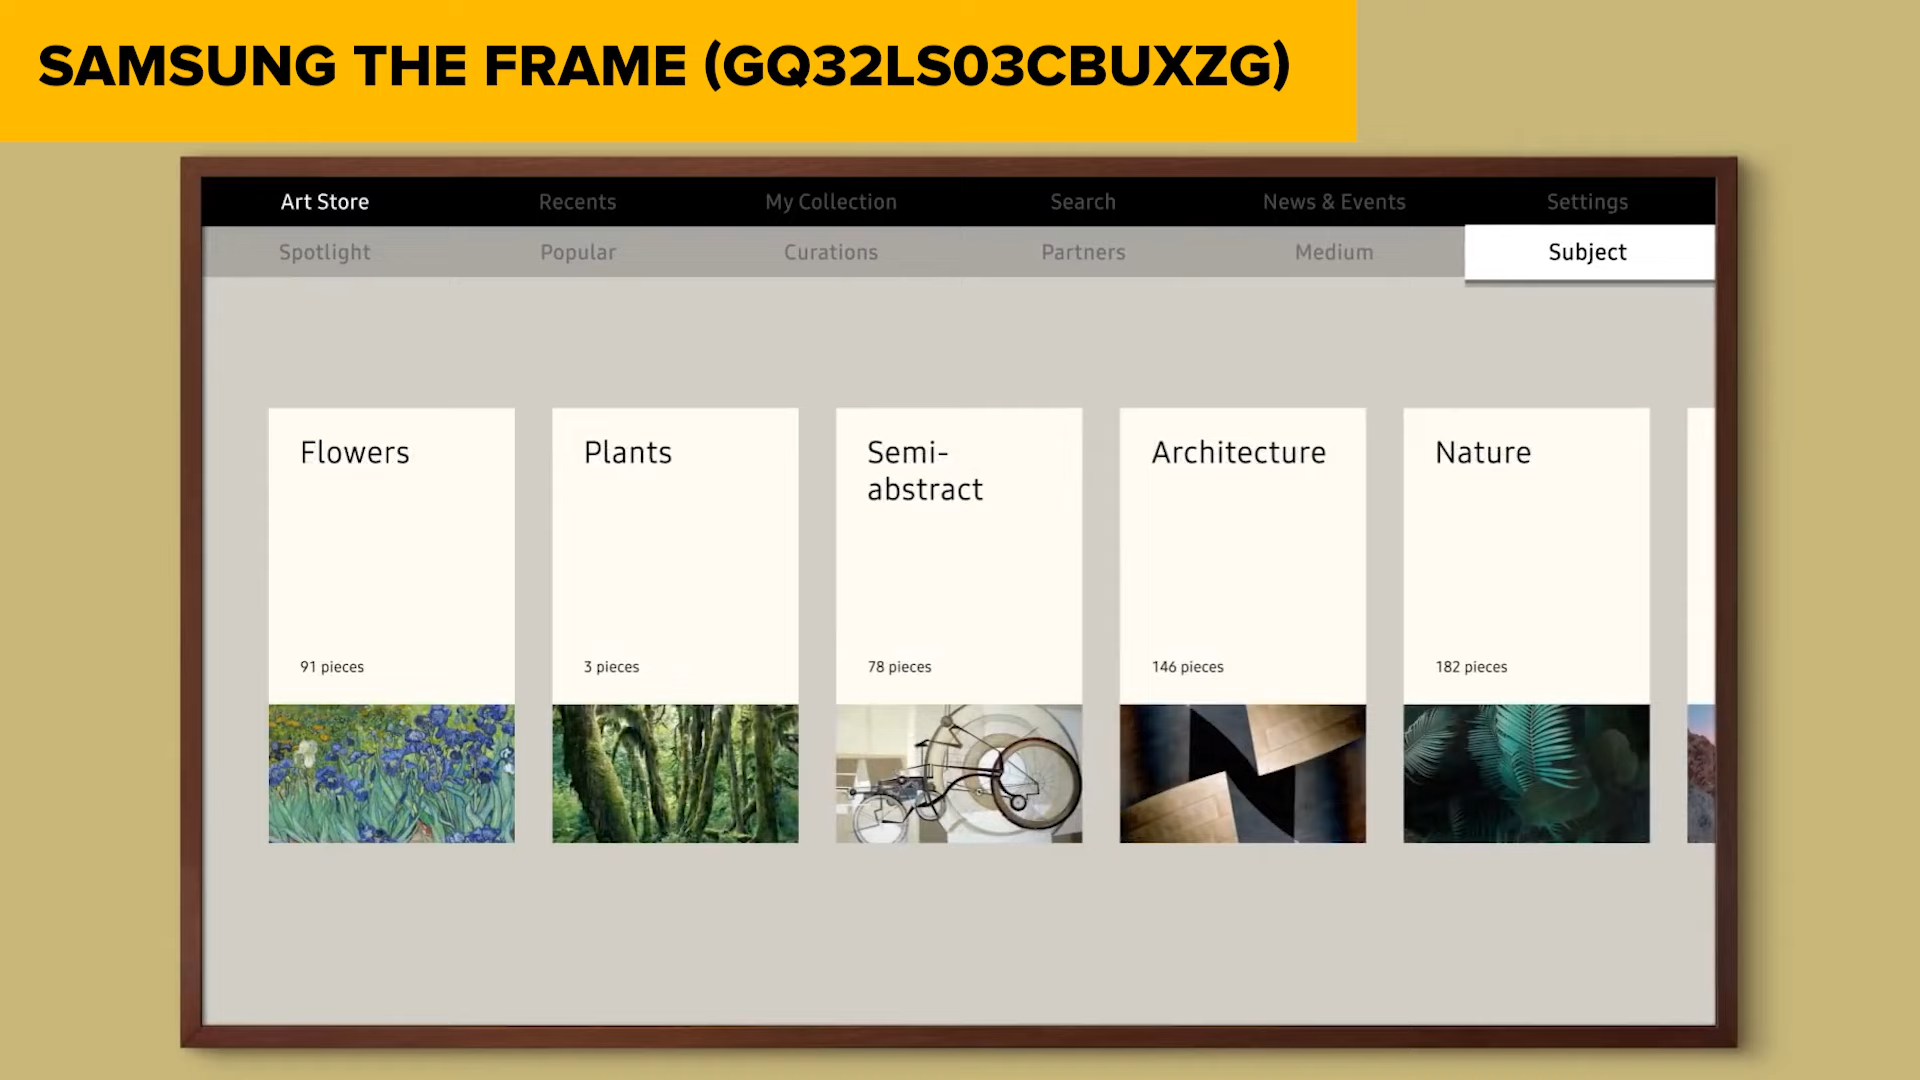 SAMSUNG THE FRAME (GQ32LS03CBUXZG)
Art Store Recents My Collection Search News & Events Settings
Spotlight Popular Curations Partners Medium Subject
Flowers
Plants
Semi-
abstract
Architecture
Nature
91 pieces
3 pieces
78 pieces
146 pieces
182 pieces